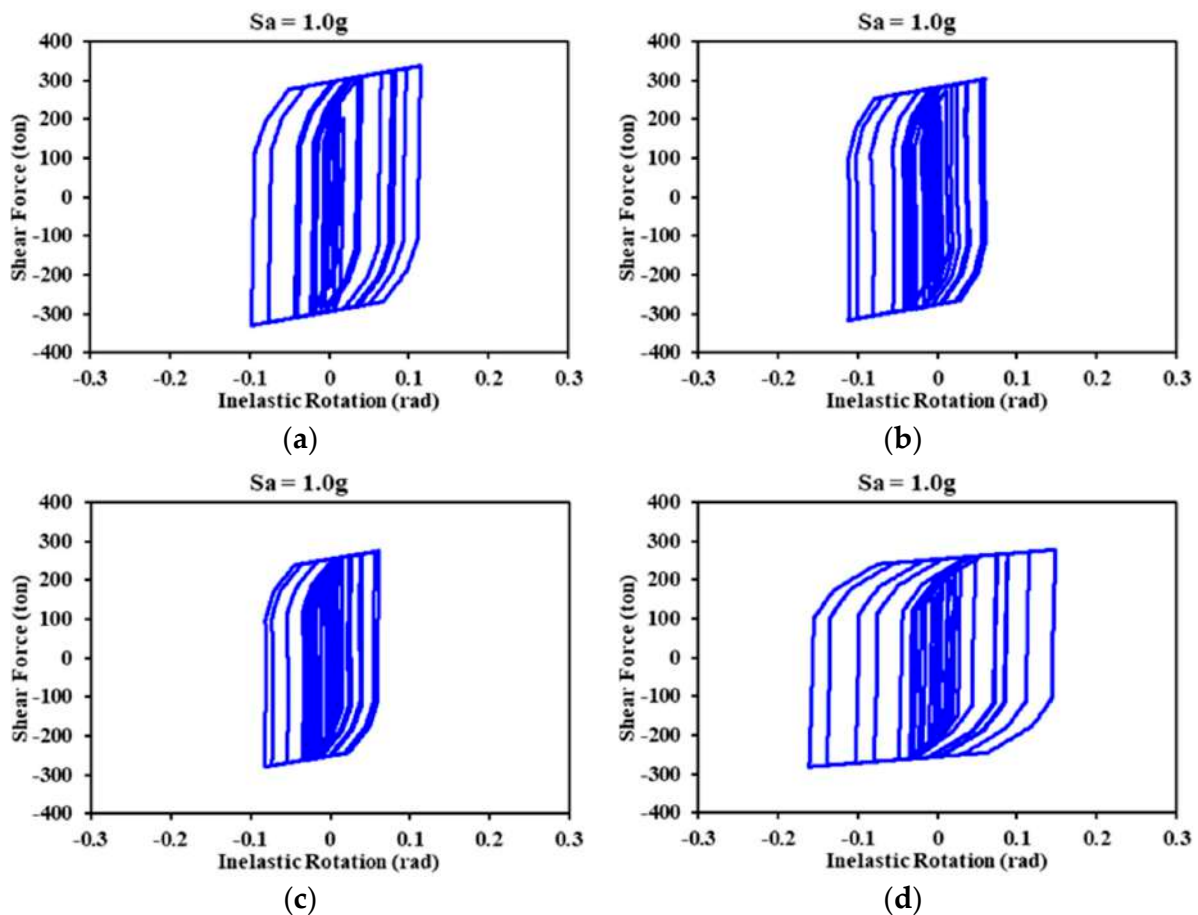 Sa = 1.0g
Sa = 1.0g
400
300
200
100
0
-100
-200
-300
-400
Shear Force (ton)
-0.3 -0.2 -0.1 0 0.1 0.2 0.3
Inelastic Rotation (rad)
(a)
400
300
200
100
0
-100
-200
-300
-400
Shear Force (ton)
-0.3 -0.2 -0.1 0 0.1 0.2 0.3
Inelastic Rotation (rad)
(b)
Sa = 1.0g
Sa = 1.0g
400
300
200
100
0
-100
-200
-300
-400
Shear Force (ton)
-0.3 -0.2 -0.1 0 0.1 0.2 0.3
Inelastic Rotation (rad)
(c)
400
300
200
100
0
-100
-200
-300
-400
Shear Force (ton)
-0.3 -0.2 -0.1 0 0.1 0.2 0.3
Inelastic Rotation (rad)
(d)